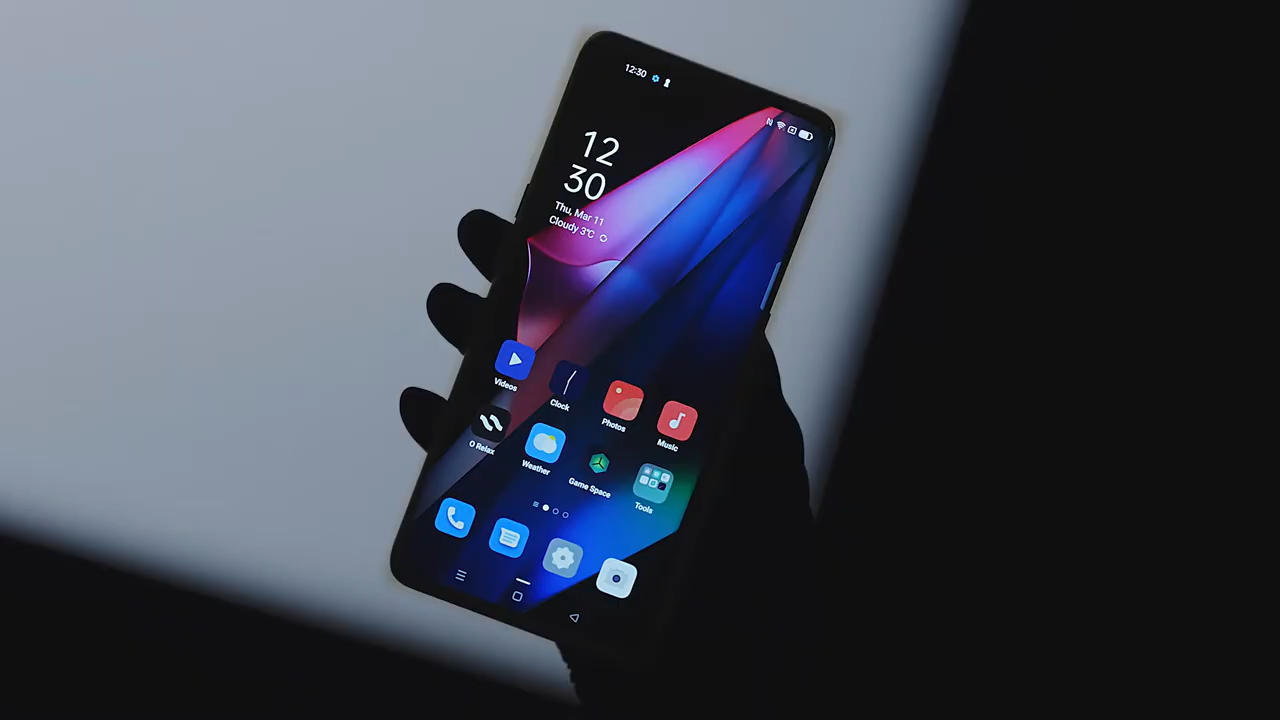 12:30
N
12
30
Thu, Mar 11
Cloudy 3℃
Videos
Clock
Photos
Music
O Relax
Weather
Game Space
Tools